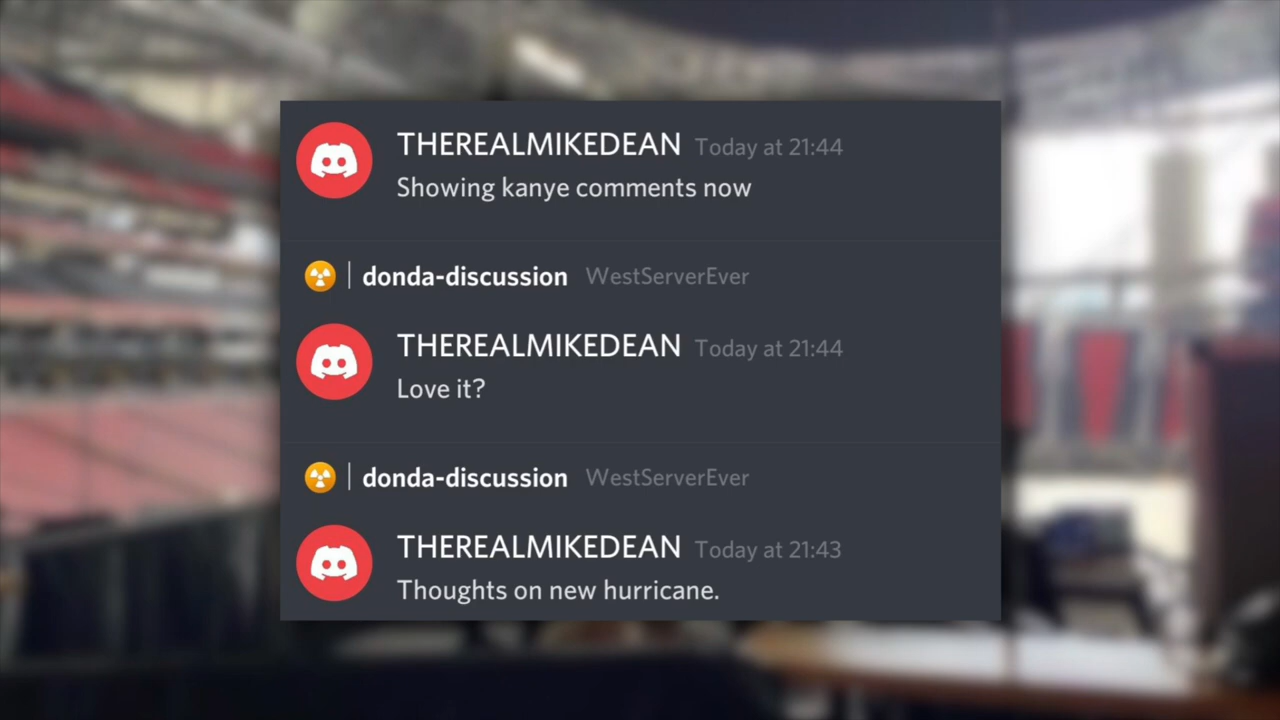 THEREALMIKEDEAN Today at 21:44
Showing kanye comments now
donda-discussion WestServerEver
THEREALMIKEDEAN Today at 21:44
Love it?
donda-discussion WestServerEver
THEREALMIKEDEAN Today at 21:43
Thoughts on new hurricane.